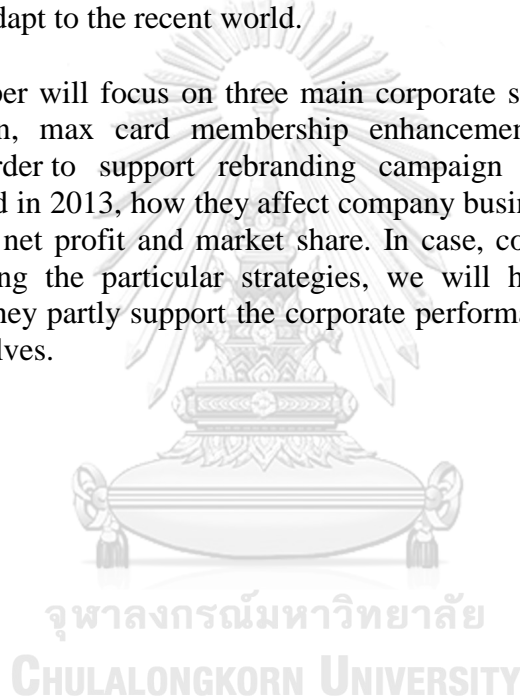 dapt to the recent world.
per will focus on three main corporate s
n, max card membership enhancemen
rder to support rebranding campaign
d in 2013, how they affect company busin
net profit and market share. In case, co
ng the particular strategies, we will h
ney partly support the corporate performa
lves.
จุฬาลงกรณ์มหาวิทยาลัย
CHULALONGKORN UNIVERSITY